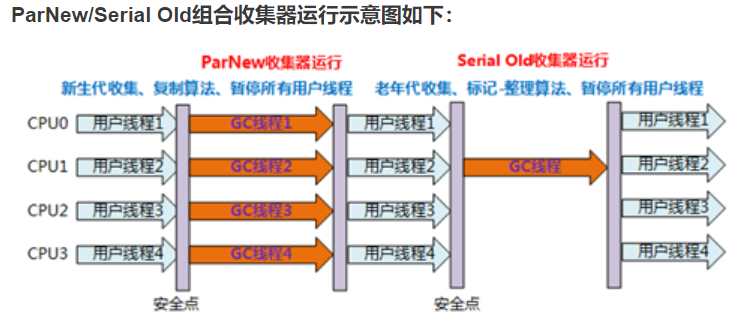 ParNew/Serial Old组合收集器运行示意图如下：
ParNew收集器运行 Serial Old收集器运行
新生代收集、复制算法、暂停所有用户线程 老年代收集、标记-整理算法、暂停所有用户线程
CPU0 用户线程1 GC线程1 用户线程1 用户线程1
CPU1 用户线程2 GC线程2 用户线程2 GC线程 用户线程2
CPU2 用户线程3 GC线程3 用户线程3 用户线程3
CPU3 用户线程4 GC线程4 用户线程4 用户线程4
安全点 安全点